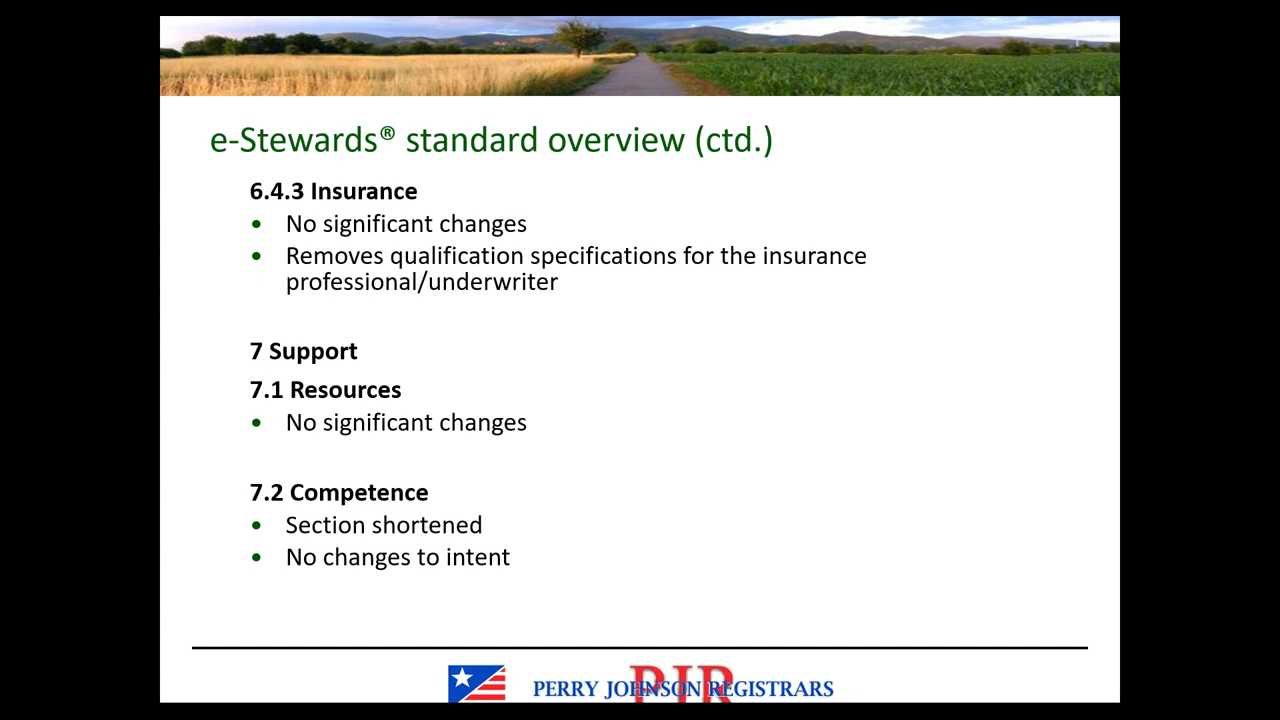 e-Stewards® standard overview (ctd.)
6.4.3 Insurance
• No significant changes
• Removes qualification specifications for the insurance
professional/underwriter
7 Support
7.1 Resources
• No significant changes
7.2 Competence
• Section shortened
• No changes to intent
PJR
PERRY JOHNSON REGISTRARS